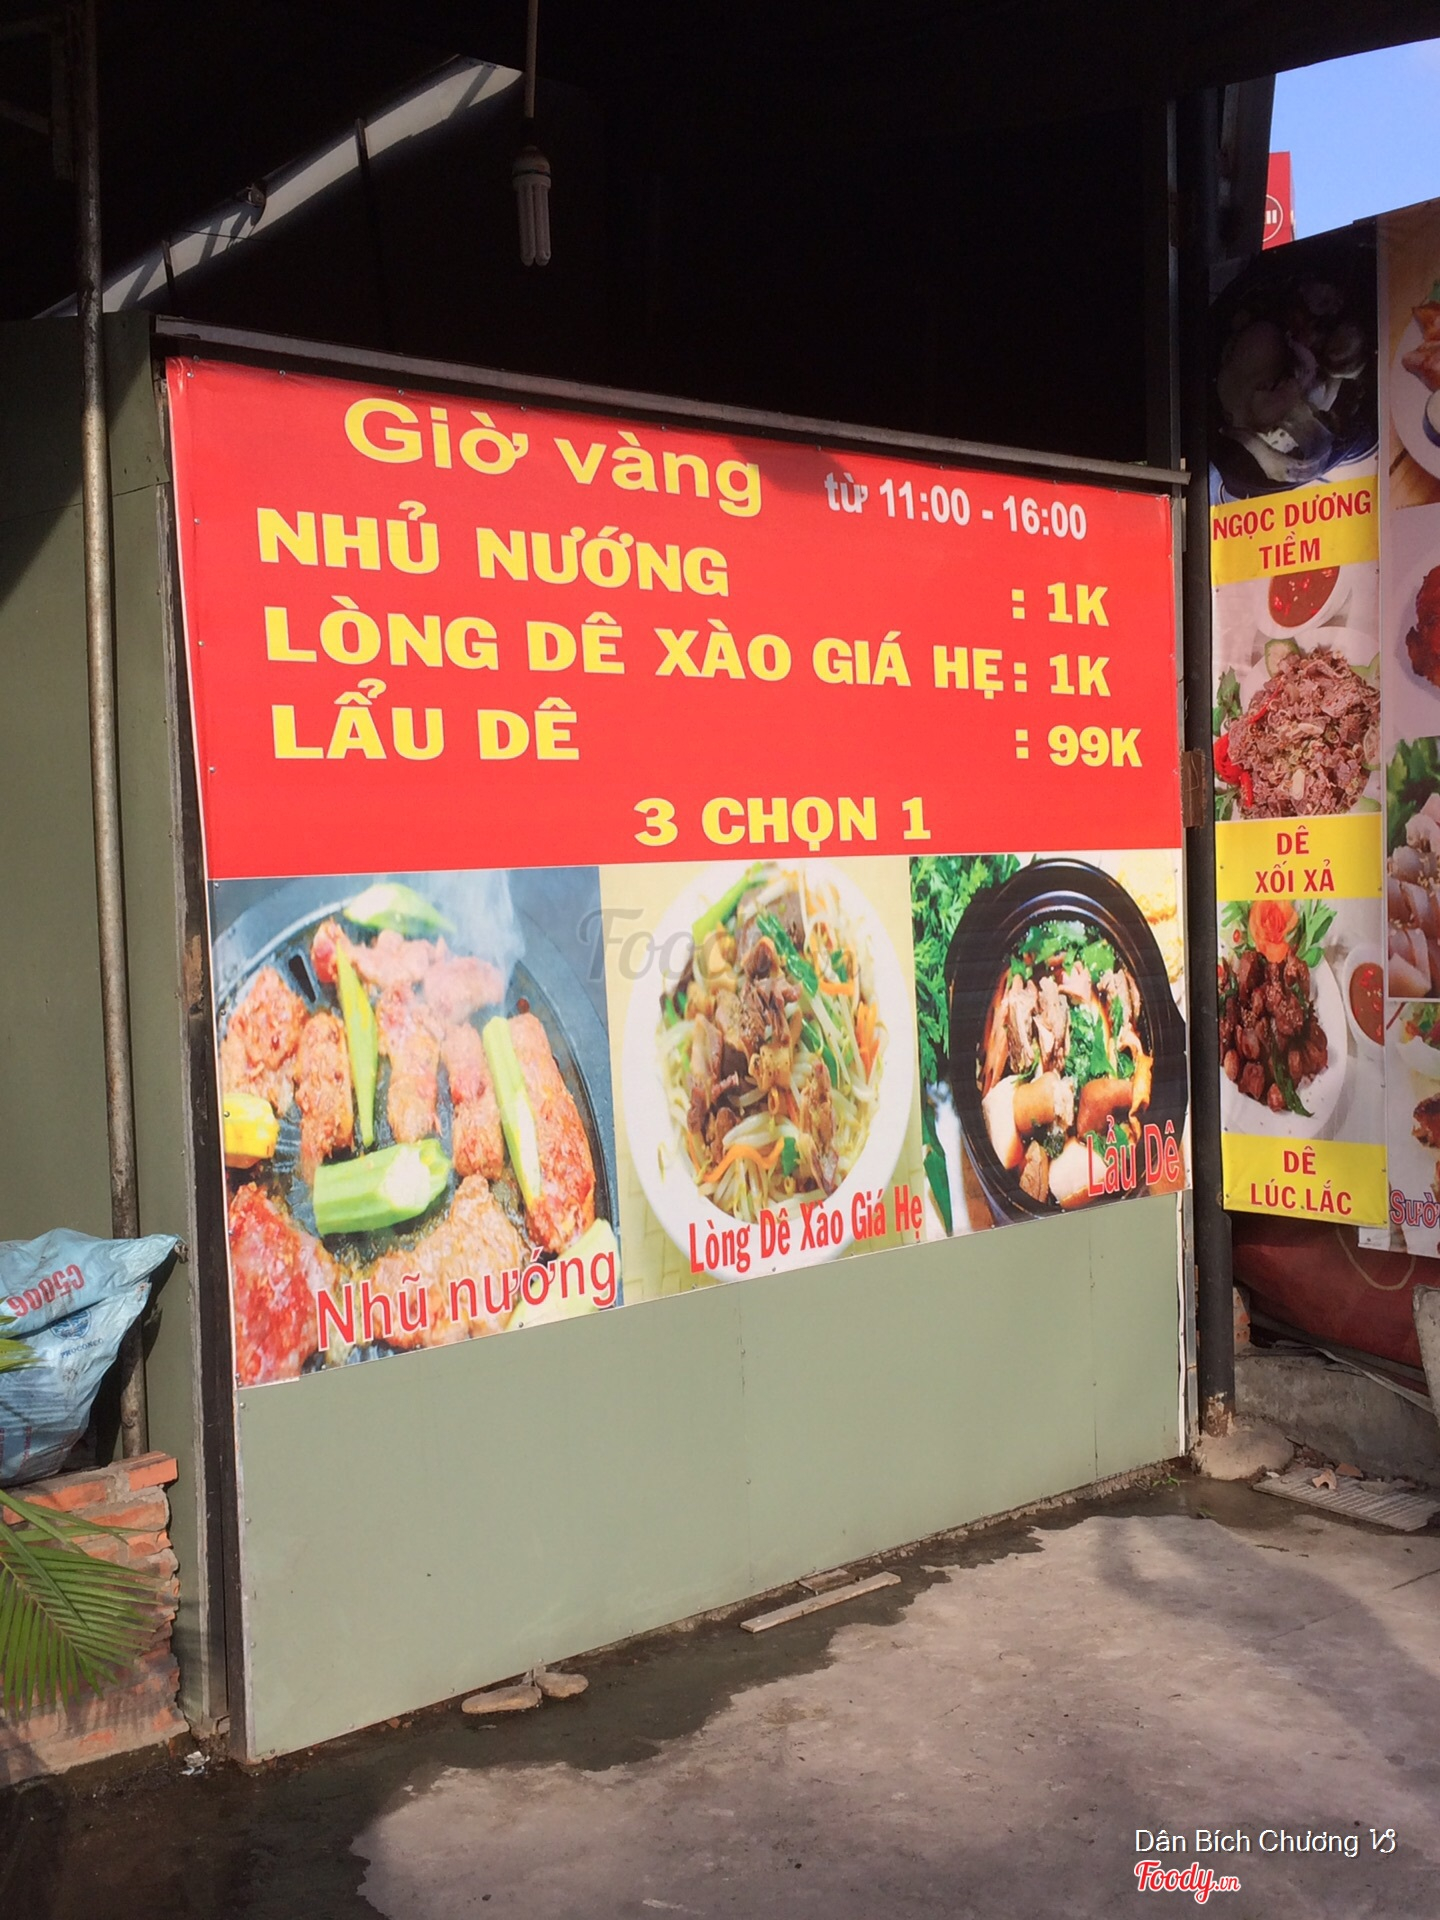 Giờ vàng từ 11:00 - 16:00
NHỦ NƯỚNG : 1K
LÒNG DÊ XÀO GIÁ HẸ : 1K
LẨU DÊ : 99K
3 CHỌN 1
Nhũ nướng
Lòng Dê Xào Giá Hẹ
Lẩu Dê
NGỌC DƯƠNG
TIỀM
DÊ
XỐI XẢ
DÊ
LÚC.LẮC
Foody
Dân Bích Chương
Foody.vn